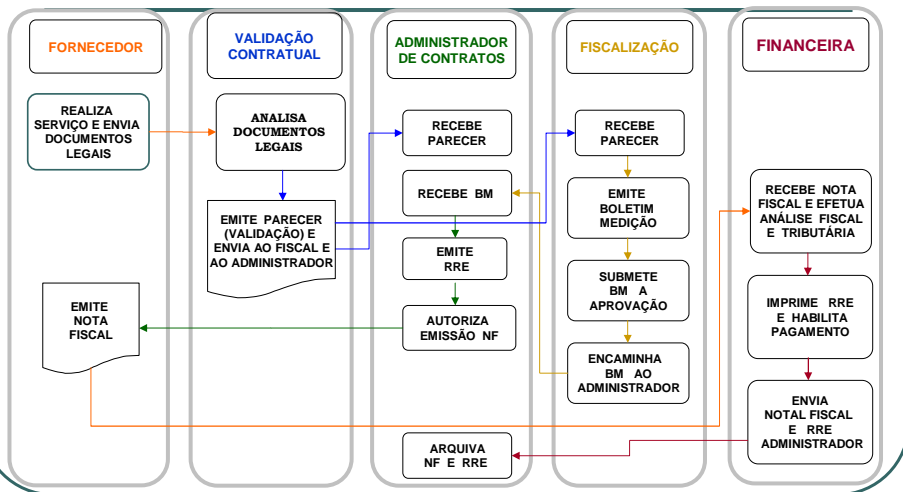 FORNECEDOR
REALIZA
SERVIÇO E ENVIA
DOCUMENTOS
LEGAIS
EMITE
NOTA
FISCAL
VALIDAÇÃO
CONTRATUAL
ANALISA
DOCUMENTOS
LEGAIS
EMITE PARECER
(VALIDAÇÃO) E
ENVIA AO FISCAL E
AO ADMINISTRADOR
ADMINISTRADOR
DE CONTRATOS
RECEBE
PARECER
RECEBE BM
EMITE
RRE
AUTORIZA
EMISSÃO NF
ARQUIVA
NF E RRE
FISCALIZAÇÃO
RECEBE
PARECER
EMITE
BOLETIM
MEDIÇÃO
SUBMETE
BM A
APROVAÇÃO
ENCAMINHA
BM AO
ADMINISTRADOR
FINANCEIRA
RECEBE NOTA
FISCAL E EFETUA
ANÁLISE FISCAL
E TRIBUTÁRIA
IMPRIME RRE
E HABILITA
PAGAMENTO
ENVIA
NOTAL FISCAL
E RRE
ADMINISTRADOR